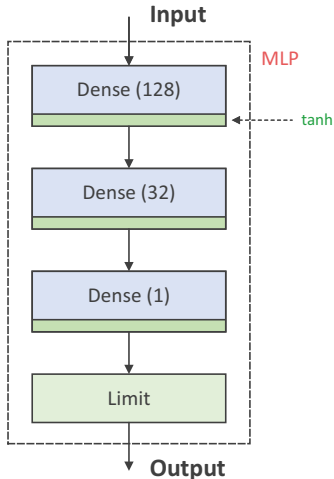 Input
MLP
Dense (128)
tanh
Dense (32)
Dense (1)
Limit
Output